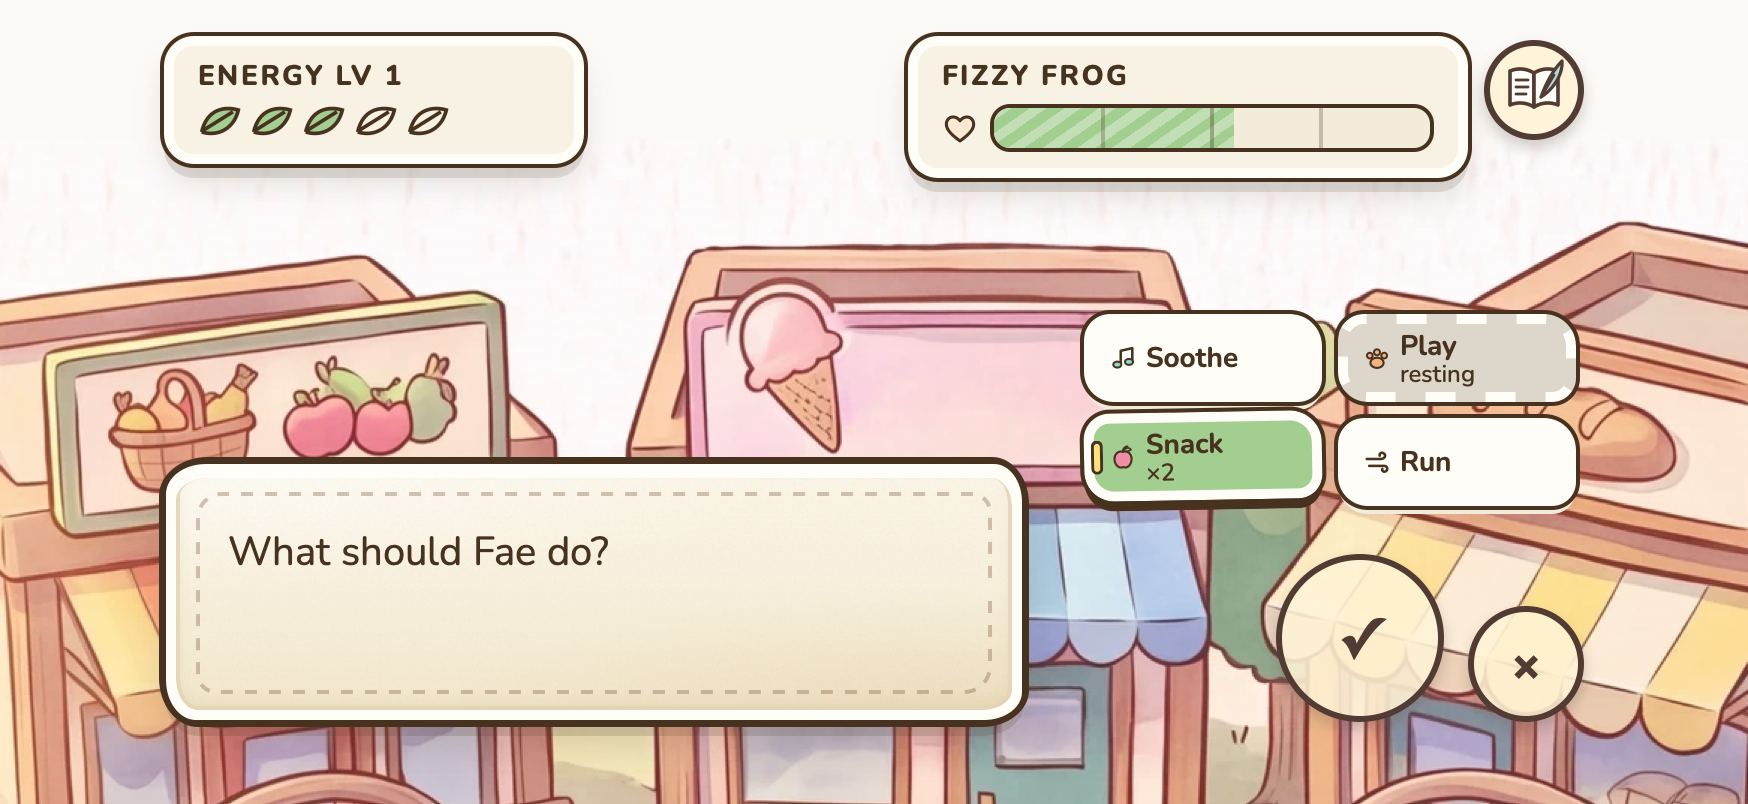 ENERGY LV 1
FIZZY FROG
Soothe
Play
resting
Snack
×2
Run
What should Fae do?